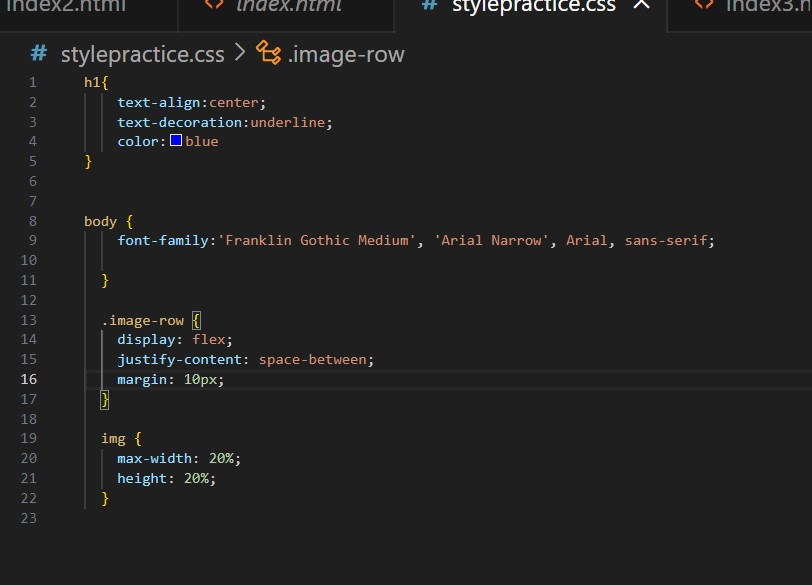 index2.html index.html # stylepractice.css index3.h
# stylepractice.css > .image-row
1 h1{
2 text-align:center;
3 text-decoration:underline;
4 color: blue
5 }
6
7
8 body {
9 font-family:'Franklin Gothic Medium', 'Arial Narrow', Arial, sans-serif;
10
11 }
12
13 .image-row {
14 display: flex;
15 justify-content: space-between;
16 margin: 10px;
17 }
18
19 img {
20 max-width: 20%;
21 height: 20%;
22 }
23